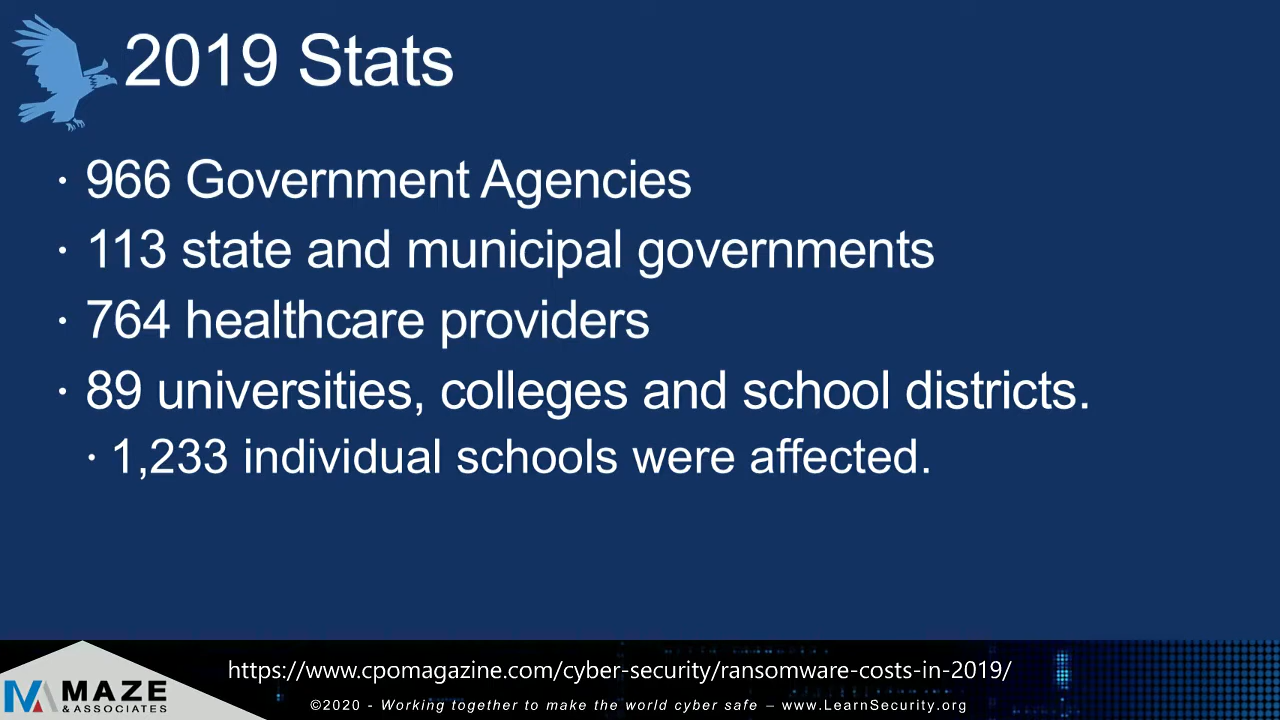 2019 Stats
· 966 Government Agencies
· 113 state and municipal governments
· 764 healthcare providers
· 89 universities, colleges and school districts.
· 1,233 individual schools were affected.
https://www.cpomagazine.com/cyber-security/ransomware-costs-in-2019/
MAZE
& ASSOCIATES
©2020 - Working together to make the world cyber safe – www.LearnSecurity.org